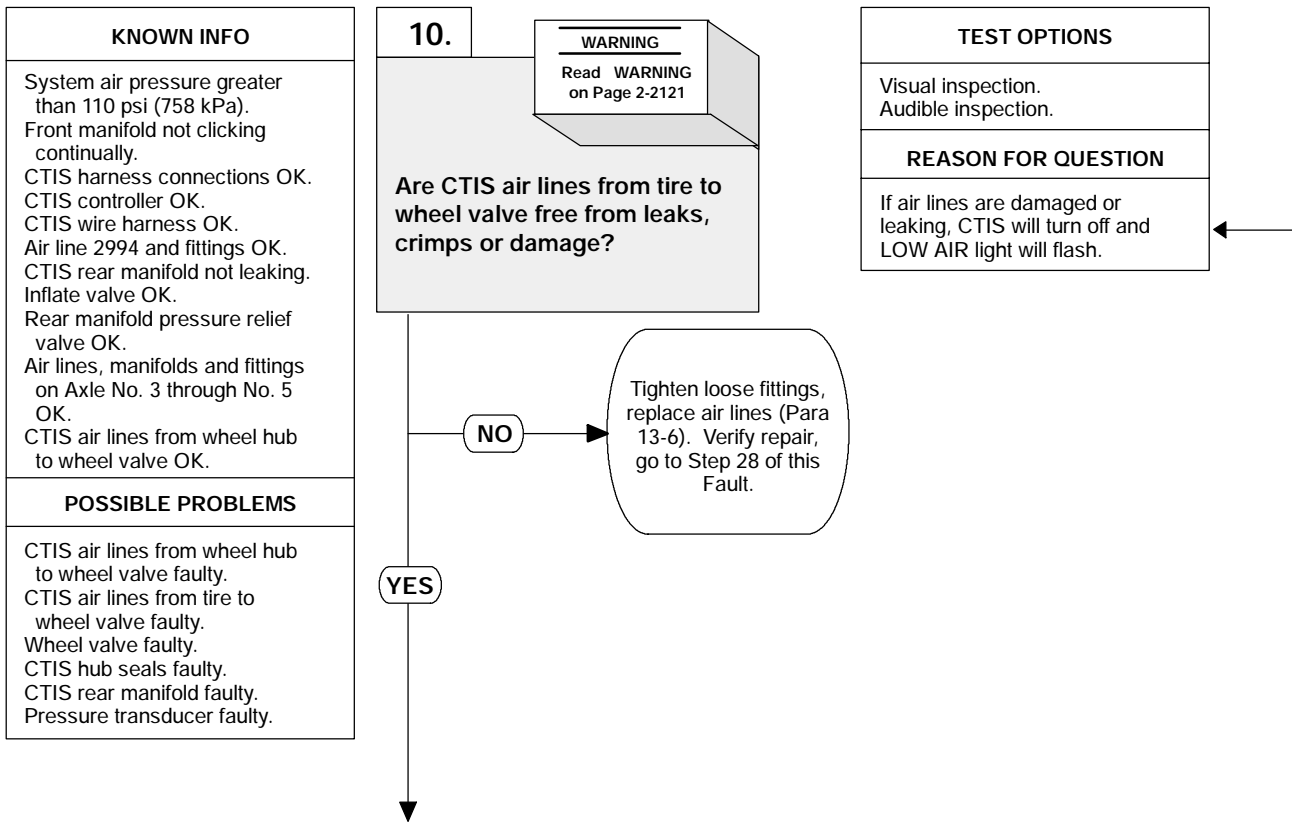 KNOWN INFO
System air pressure greater
than 110 psi (758 kPa).
Front manifold not clicking
continually.
CTIS harness connections OK.
CTIS controller OK.
CTIS wire harness OK.
Air line 2994 and fittings OK.
CTIS rear manifold not leaking.
Inflate valve OK.
Rear manifold pressure relief
valve OK.
Air lines, manifolds and fittings
on Axle No. 3 through No. 5
OK.
CTIS air lines from wheel hub
to wheel valve OK.
POSSIBLE PROBLEMS
CTIS air lines from wheel hub
to wheel valve faulty.
CTIS air lines from tire to
wheel valve faulty.
Wheel valve faulty.
CTIS hub seals faulty.
CTIS rear manifold faulty.
Pressure transducer faulty.
10.
WARNING
Read WARNING
on Page 2-2121
Are CTIS air lines from tire to
wheel valve free from leaks,
crimps or damage?
NO
Tighten loose fittings,
replace air lines (Para
13-6). Verify repair,
go to Step 28 of this
Fault.
YES
TEST OPTIONS
Visual inspection.
Audible inspection.
REASON FOR QUESTION
If air lines are damaged or
leaking, CTIS will turn off and
LOW AIR light will flash.